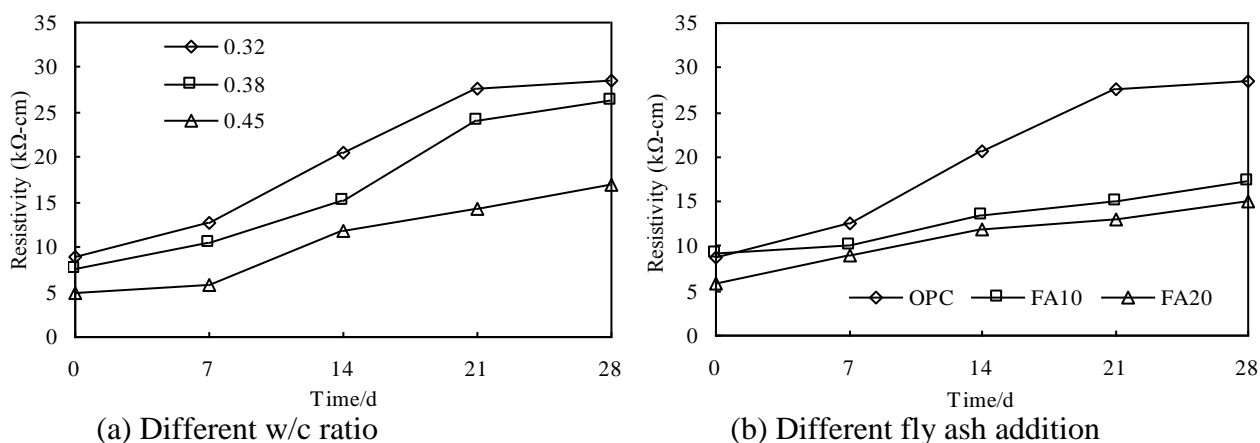 35
30
25
20
15
10
5
0
Resistivity (kΩ-cm)
0.32
0.38
0.45
0 7 14 21 28
Time/d
(a) Different w/c ratio
35
30
25
20
15
10
5
0
Resistivity (kΩ-cm)
OPC FA10 FA20
0 7 14 21 28
Time/d
(b) Different fly ash addition